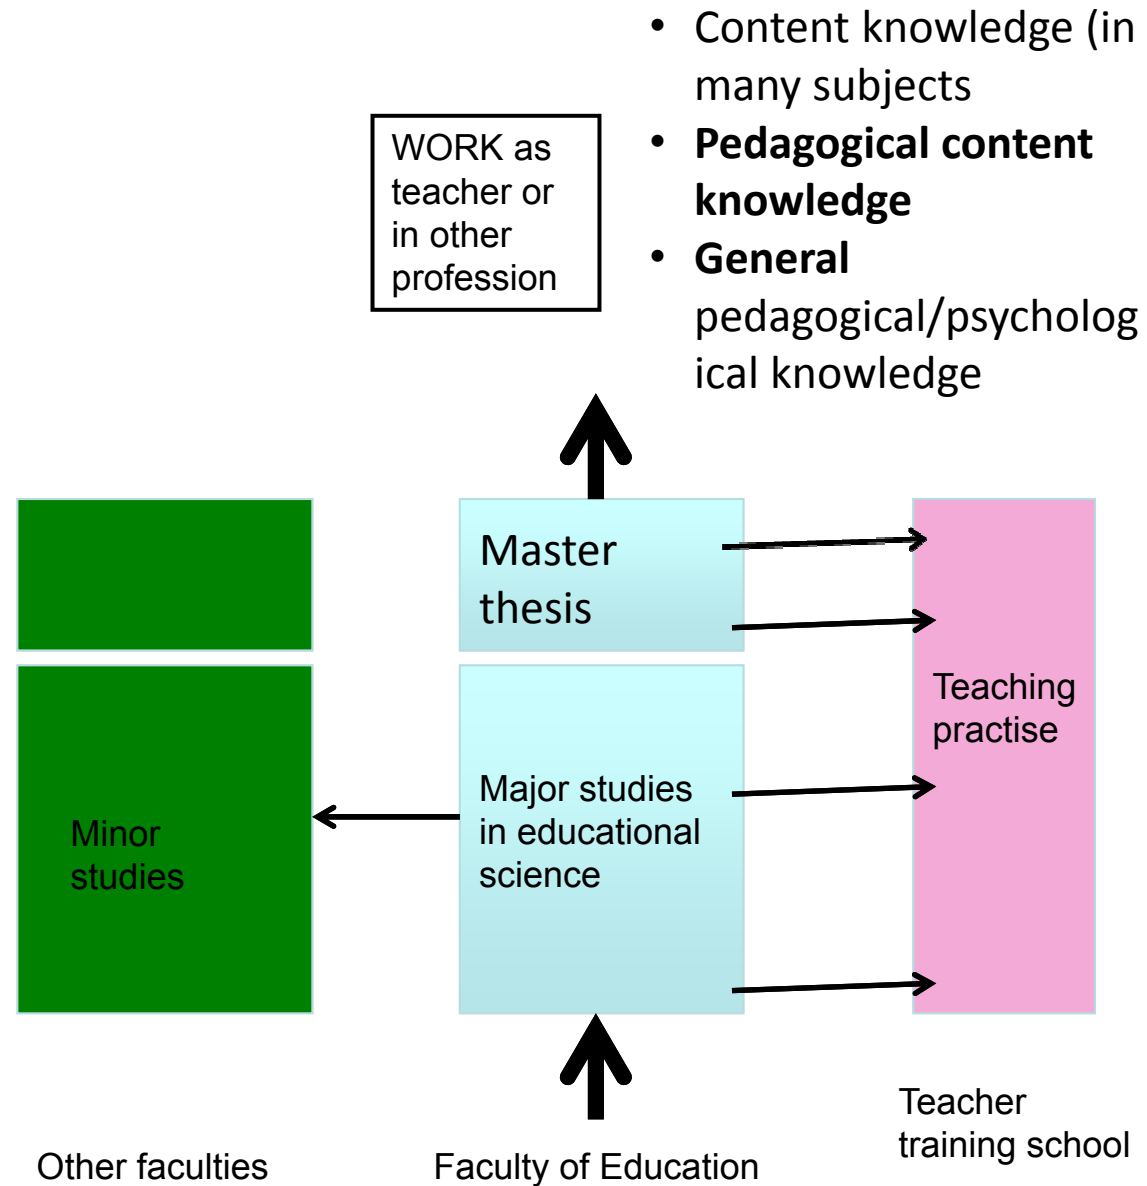 • Content knowledge (in
many subjects
• Pedagogical content
knowledge
• General
pedagogical/psycholog
ical knowledge
WORK as
teacher or
in other
profession
Master
thesis
Teaching
practise
Major studies
in educational
science
Minor
studies
Teacher
training school
Other faculties
Faculty of Education